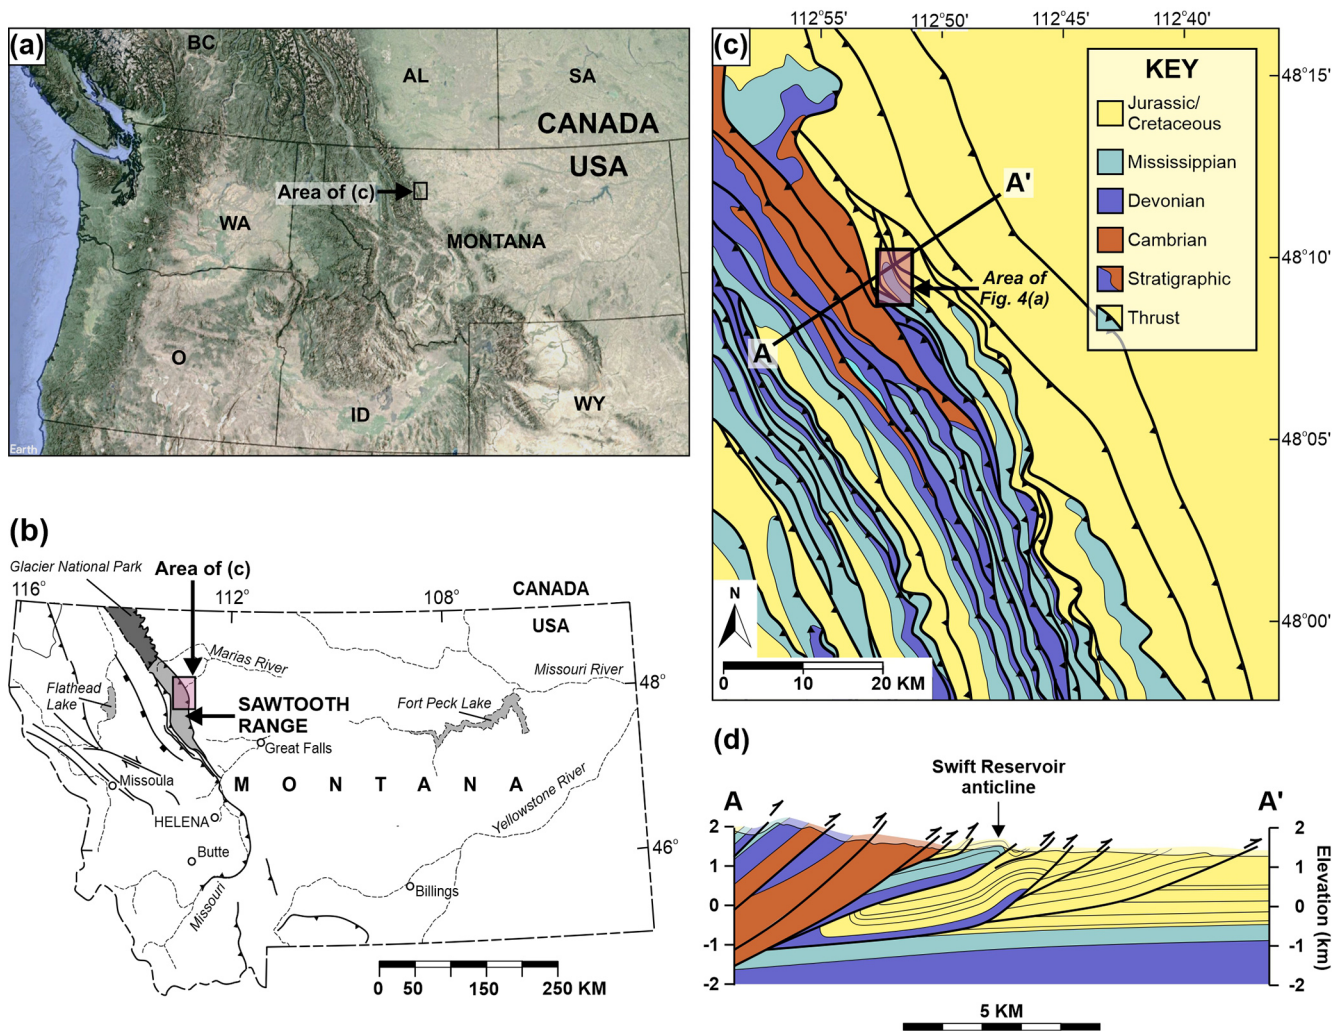 (a)
BC
AL
SA
CANADA
USA
Area of (c)
WA
MONTANA
O
ID
WY
Earth
(b)
Glacier National Park
Area of (c)
116°
112°
108°
CANADA
USA
Marias River
Missouri River
48°
Flathead
Lake
SAWTOOTH
RANGE
Fort Peck Lake
Great Falls
Missoula
M O N T A N A
HELENA
Yellowstone River
46°
Butte
Billings
Missouri
0 50 150 250 KM
(c)
112°55' 112°50' 112°45' 112°40'
48°15'
48°10'
48°05'
48°00'
KEY
Jurassic/
Cretaceous
Mississippian
Devonian
Cambrian
Stratigraphic
Thrust
A'
A
Area of
Fig. 4(a)
N
0 10 20 KM
(d)
Swift Reservoir
anticline
A A'
2 2
1 1
0 0
-1 -1
-2 -2
Elevation (km)
5 KM